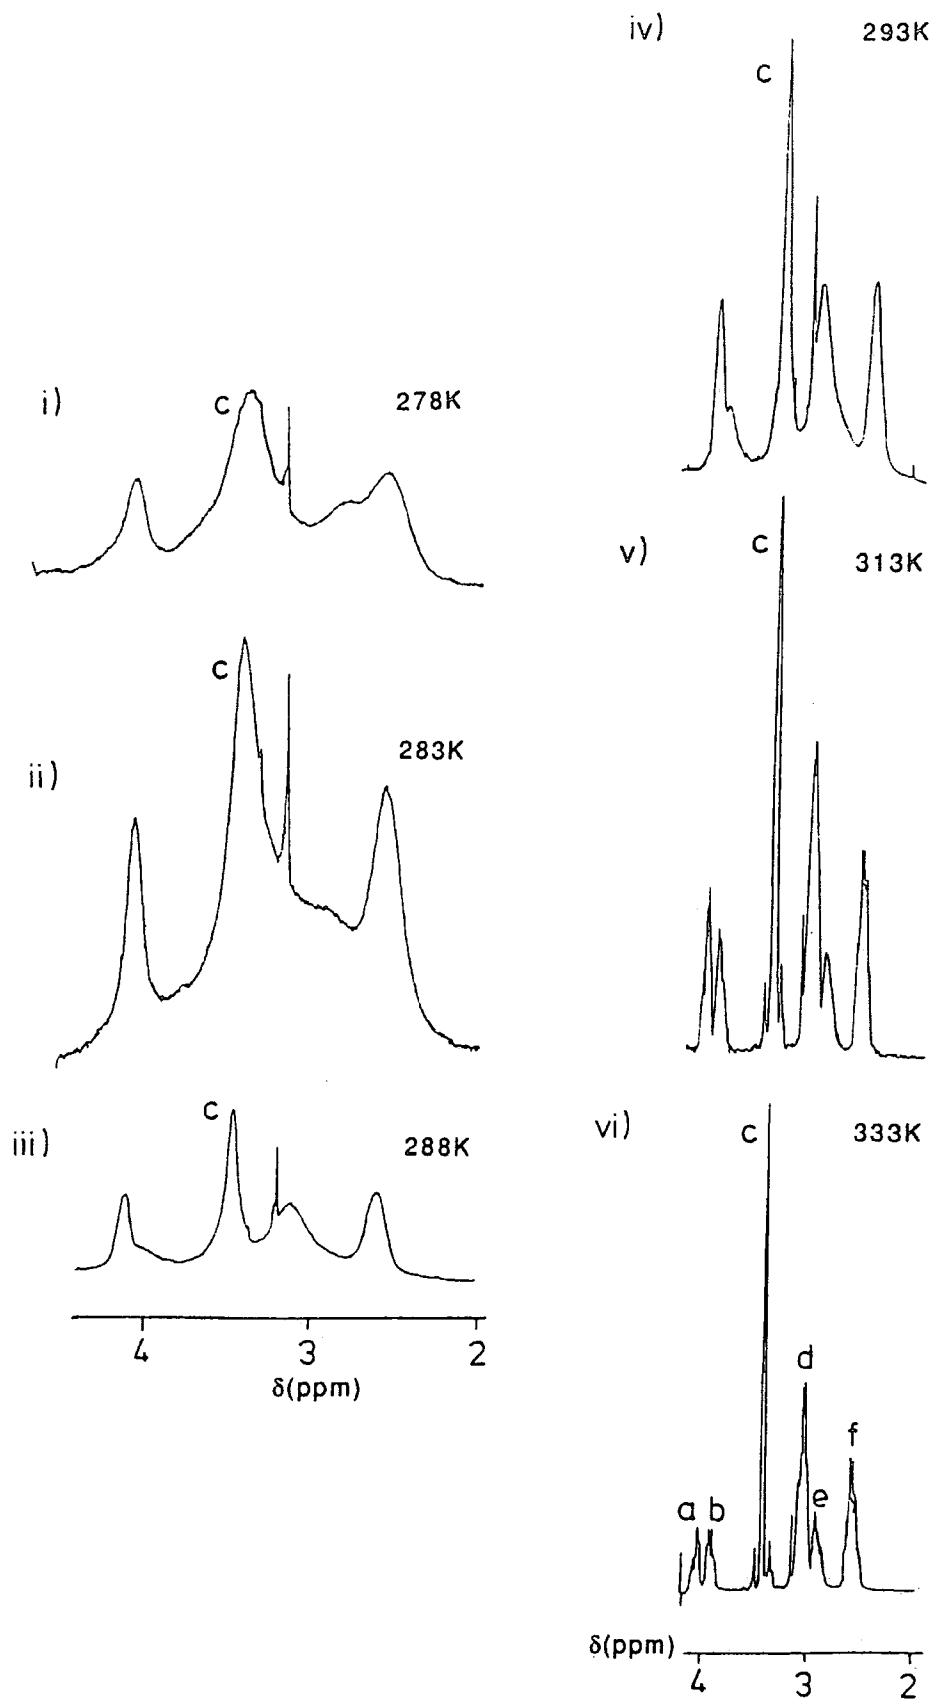 i)
c
278K
ii)
c
283K
iii)
c
288K
4 3 2
δ(ppm)
iv)
293K
c
v)
c
313K
vi)
c
333K
d
f
a b
e
δ(ppm)
4 3 2